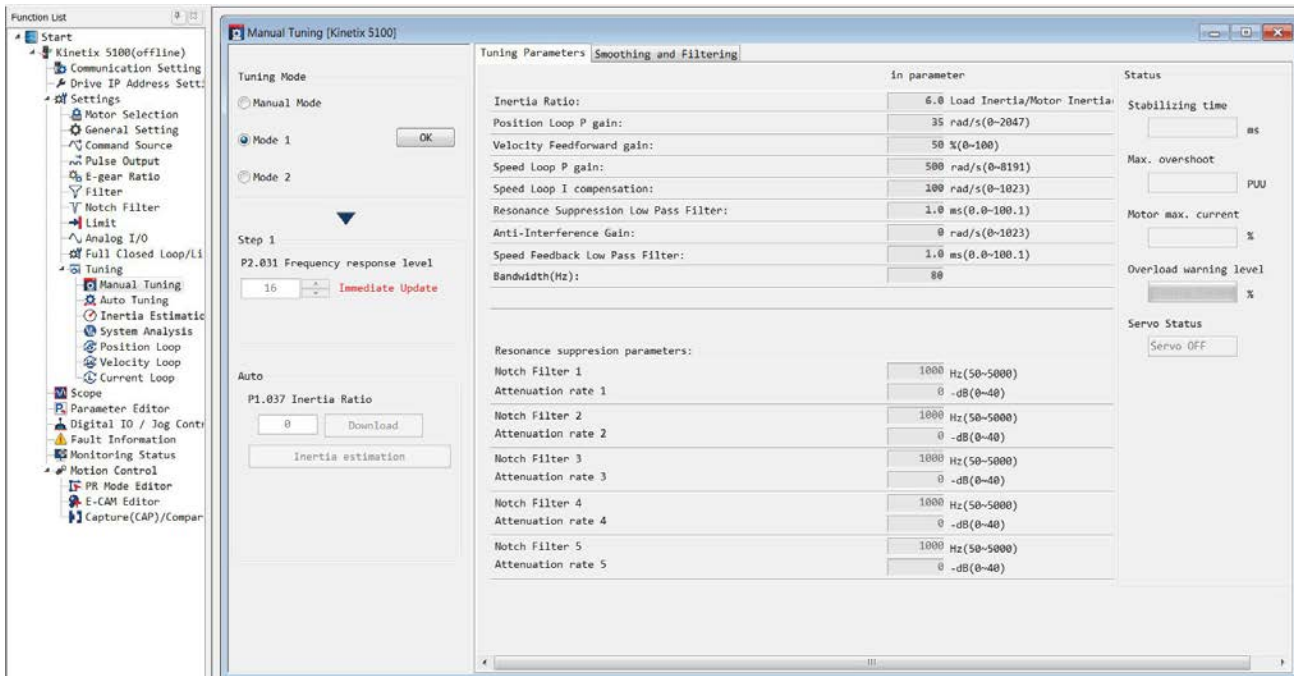 Function List
Start
Kinetix 5100(offline)
Communication Setting
Drive IP Address Setti
Settings
Motor Selection
General Setting
Command Source
Pulse Output
E-gear Ratio
Filter
Notch Filter
Limit
Analog I/O
Full Closed Loop/Li
Tuning
Manual Tuning
Auto Tuning
Inertia Estimatic
System Analysis
Position Loop
Velocity Loop
Current Loop
Scope
Parameter Editor
Digital IO / Jog Contr
Fault Information
Monitoring Status
Motion Control
PR Mode Editor
E-CAM Editor
Capture(CAP)/Compar
Manual Tuning [Kinetix 5100]
Tuning Mode
Manual Mode
Mode 1
OK
Mode 2
Step 1
P2.031 Frequency response level
16 Immediate Update
Auto
P1.037 Inertia Ratio
0 Download
Inertia estimation
Tuning Parameters Smoothing and Filtering
in parameter
Inertia Ratio: 6.0 Load Inertia/Motor Inertia
Position Loop P gain: 35 rad/s(0~2047)
Velocity Feedforward gain: 50 %(0~100)
Speed Loop P gain: 500 rad/s(0~8191)
Speed Loop I compensation: 100 rad/s(0~1023)
Resonance Suppression Low Pass Filter: 1.0 ms(0.0~100.1)
Anti-Interference Gain: 0 rad/s(0~1023)
Speed Feedback Low Pass Filter: 1.0 ms(0.0~100.1)
Bandwidth(Hz): 80
Resonance suppresion parameters:
Notch Filter 1 1000 Hz(50~5000)
Attenuation rate 1 0 -dB(0~40)
Notch Filter 2 1000 Hz(50~5000)
Attenuation rate 2 0 -dB(0~40)
Notch Filter 3 1000 Hz(50~5000)
Attenuation rate 3 0 -dB(0~40)
Notch Filter 4 1000 Hz(50~5000)
Attenuation rate 4 0 -dB(0~40)
Notch Filter 5 1000 Hz(50~5000)
Attenuation rate 5 0 -dB(0~40)
Status
Stabilizing time
ms
Max. overshoot
PUU
Motor max. current
%
Overload warning level
%
Servo Status
Servo OFF